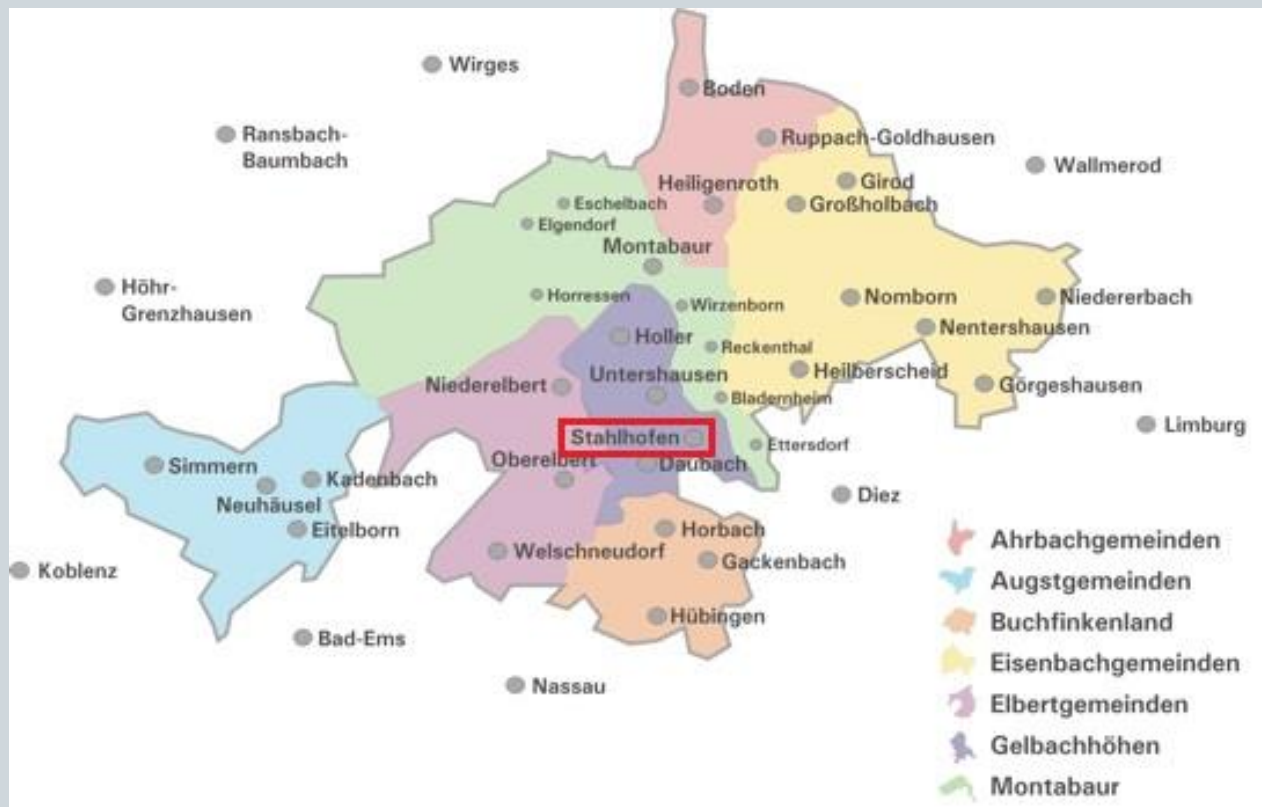 Wirges
Boden
Ransbach-
Baumbach
Ruppach-Goldhausen
Wallmerod
Girod
Heiligenroth
Großholbach
Eschelbach
Elgendorf
Montabaur
Höhr-
Grenzhausen
Horressen
Wirzenborn
Nomborn
Niedererbach
Nentershausen
Holler
Reckenthal
Untershausen
Heilberscheid
Niederelbert
Görgeshausen
Bladernheim
Limburg
Stahlhofen
Ettersdorf
Oberelbert
Daubach
Simmern
Kadenbach
Neuhäusel
Diez
Eitelborn
Horbach
Welschneudorf
Gackenbach
Koblenz
Hübingen
Bad-Ems
Nassau
Ahrbachgemeinden
Augstgemeinden
Buchfinkenland
Eisenbachgemeinden
Elbertgemeinden
Gelbachhöhen
Montabaur